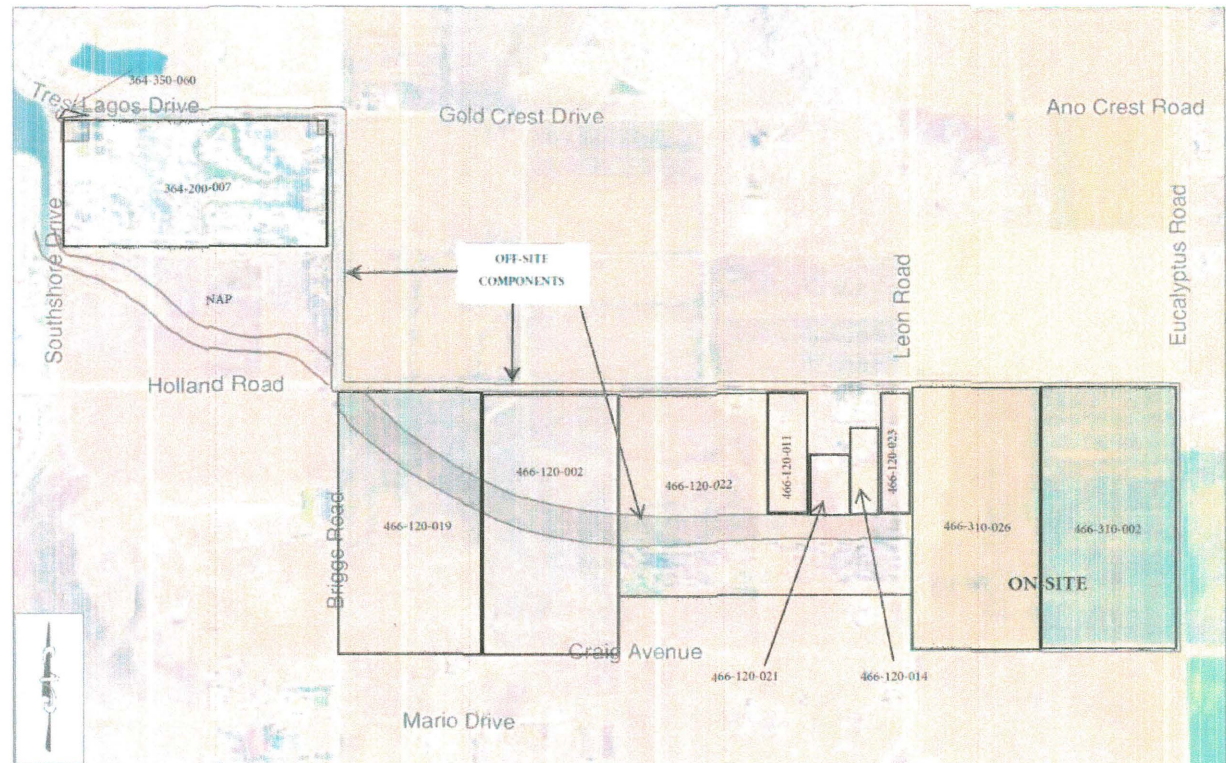 364-350-060
Tres Lagos Drive
Gold Crest Drive
Ano Crest Road
364-200-007
Southshore Drive
Eucalyptus Road
OFF-SITE
COMPONENTS
Leon Road
NAP
Holland Road
466-120-011
466-120-023
466-120-002
466-120-022
466-120-019
466-310-026
466-310-002
Briggs Road
ON-SITE
Craig Avenue
466-120-021
466-120-014
Mario Drive